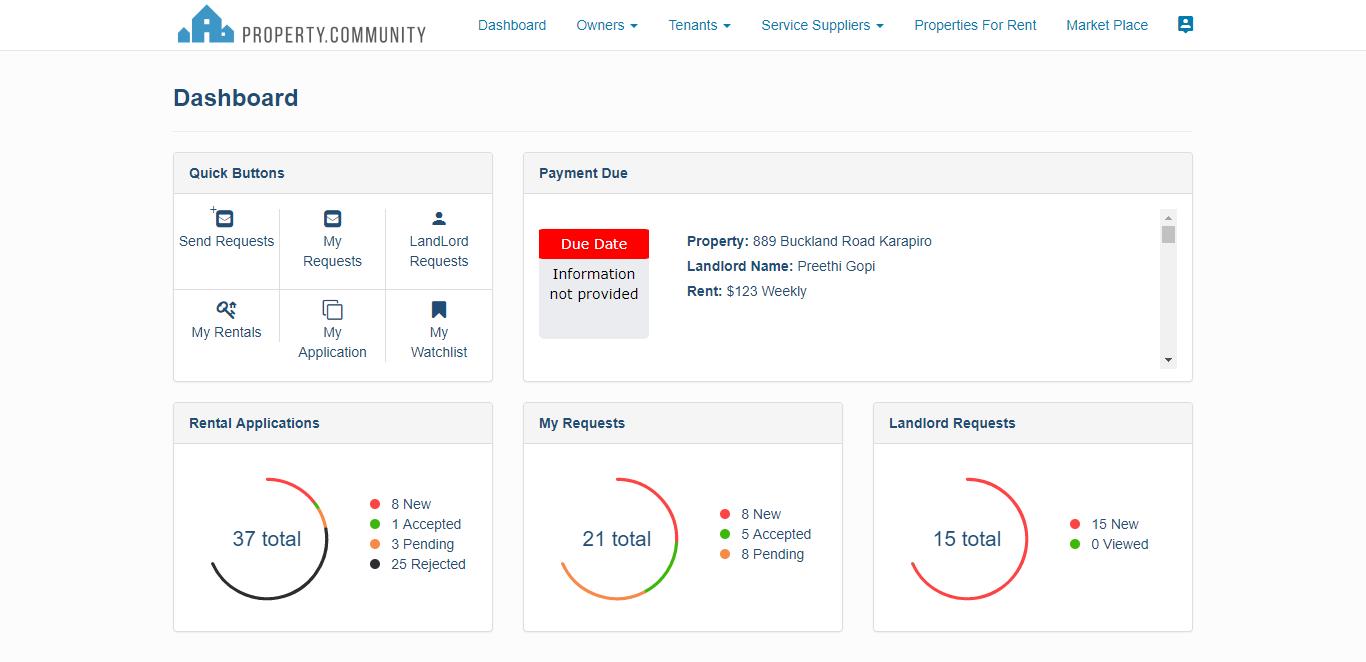 PROPERTY.COMMUNITY
Dashboard
Owners
Tenants
Service Suppliers
Properties For Rent
Market Place
Dashboard
Quick Buttons
Send Requests
My
Requests
LandLord
Requests
My Rentals
My
Application
My
Watchlist
Payment Due
Due Date
Information
not provided
Property: 889 Buckland Road Karapiro
Landlord Name: Preethi Gopi
Rent: $123 Weekly
Rental Applications
37 total
8 New
1 Accepted
3 Pending
25 Rejected
My Requests
21 total
8 New
5 Accepted
8 Pending
Landlord Requests
15 total
15 New
0 Viewed